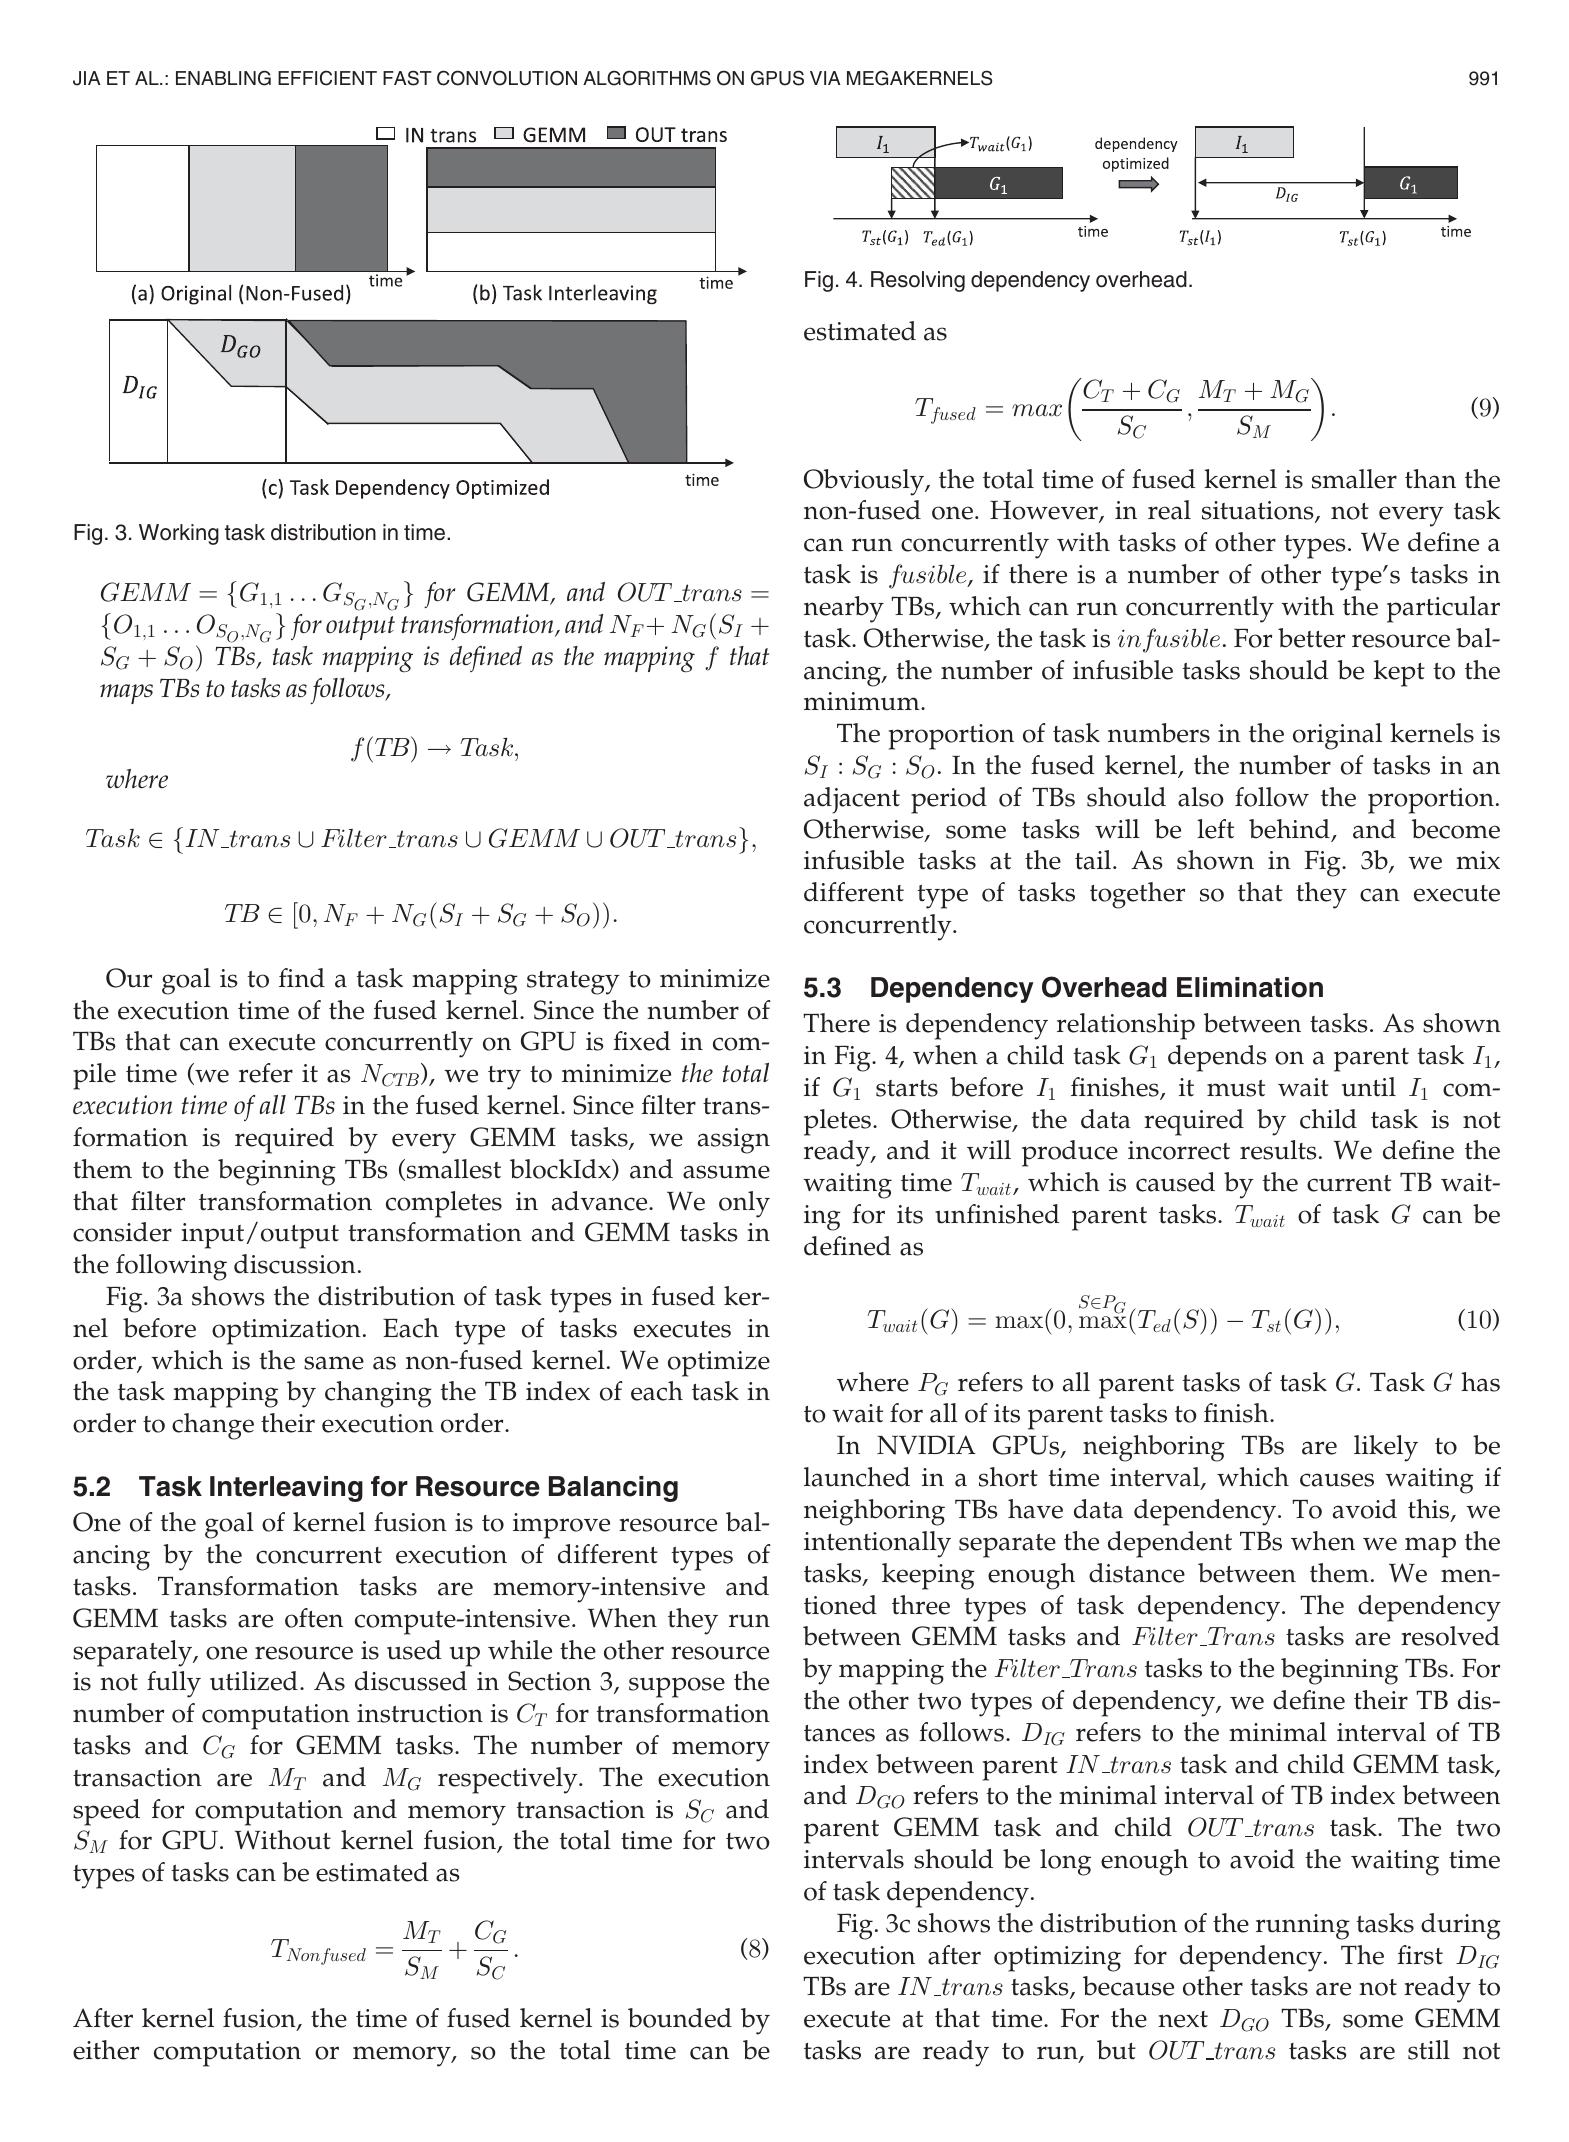 JIA ET AL.: ENABLING EFFICIENT FAST CONVOLUTION ALGORITHMS ON GPUS VIA MEGAKERNELS 991
IN trans GEMM OUT trans
time
(a) Original (Non-Fused)
time
(b) Task Interleaving
D_{IG}
D_{GO}
time
(c) Task Dependency Optimized
Fig. 3. Working task distribution in time.
GEMM = {G_{1,1} ... G_{S_G,N_G}} for GEMM, and OUT_trans =
{O_{1,1} ... O_{S_O,N_G}} for output transformation, and N_F + N_G(S_I +
S_G + S_O) TBs, task mapping is defined as the mapping f that
maps TBs to tasks as follows,
f(TB) → Task,
where
Task ∈ {IN_trans ∪ Filter_trans ∪ GEMM ∪ OUT_trans},
TB ∈ [0, N_F + N_G(S_I + S_G + S_O)).
Our goal is to find a task mapping strategy to minimize
the execution time of the fused kernel. Since the number of
TBs that can execute concurrently on GPU is fixed in com-
pile time (we refer it as N_{CTB}), we try to minimize the total
execution time of all TBs in the fused kernel. Since filter trans-
formation is required by every GEMM tasks, we assign
them to the beginning TBs (smallest blockIdx) and assume
that filter transformation completes in advance. We only
consider input/output transformation and GEMM tasks in
the following discussion.
Fig. 3a shows the distribution of task types in fused ker-
nel before optimization. Each type of tasks executes in
order, which is the same as non-fused kernel. We optimize
the task mapping by changing the TB index of each task in
order to change their execution order.
5.2 Task Interleaving for Resource Balancing
One of the goal of kernel fusion is to improve resource bal-
ancing by the concurrent execution of different types of
tasks. Transformation tasks are memory-intensive and
GEMM tasks are often compute-intensive. When they run
separately, one resource is used up while the other resource
is not fully utilized. As discussed in Section 3, suppose the
number of computation instruction is C_T for transformation
tasks and C_G for GEMM tasks. The number of memory
transaction are M_T and M_G respectively. The execution
speed for computation and memory transaction is S_C and
S_M for GPU. Without kernel fusion, the total time for two
types of tasks can be estimated as
T_{Nonfused} = \frac{M_T}{S_M} + \frac{C_G}{S_C}. (8)
After kernel fusion, the time of fused kernel is bounded by
either computation or memory, so the total time can be
I_1
T_{wait}(G_1)
G_1
T_{st}(G_1) T_{ed}(G_1) time
dependency
optimized
I_1
D_{IG}
G_1
T_{st}(I_1) T_{st}(G_1) time
Fig. 4. Resolving dependency overhead.
estimated as
T_{fused} = max(\frac{C_T + C_G}{S_C}, \frac{M_T + M_G}{S_M}). (9)
Obviously, the total time of fused kernel is smaller than the
non-fused one. However, in real situations, not every task
can run concurrently with tasks of other types. We define a
task is fusible, if there is a number of other type's tasks in
nearby TBs, which can run concurrently with the particular
task. Otherwise, the task is infusible. For better resource bal-
ancing, the number of infusible tasks should be kept to the
minimum.
The proportion of task numbers in the original kernels is
S_I : S_G : S_O. In the fused kernel, the number of tasks in an
adjacent period of TBs should also follow the proportion.
Otherwise, some tasks will be left behind, and become
infusible tasks at the tail. As shown in Fig. 3b, we mix
different type of tasks together so that they can execute
concurrently.
5.3 Dependency Overhead Elimination
There is dependency relationship between tasks. As shown
in Fig. 4, when a child task G_1 depends on a parent task I_1,
if G_1 starts before I_1 finishes, it must wait until I_1 com-
pletes. Otherwise, the data required by child task is not
ready, and it will produce incorrect results. We define the
waiting time T_{wait}, which is caused by the current TB wait-
ing for its unfinished parent tasks. T_{wait} of task G can be
defined as
T_{wait}(G) = max(0, \overset{S∈P_G}{max}(T_{ed}(S)) − T_{st}(G)), (10)
where P_G refers to all parent tasks of task G. Task G has
to wait for all of its parent tasks to finish.
In NVIDIA GPUs, neighboring TBs are likely to be
launched in a short time interval, which causes waiting if
neighboring TBs have data dependency. To avoid this, we
intentionally separate the dependent TBs when we map the
tasks, keeping enough distance between them. We men-
tioned three types of task dependency. The dependency
between GEMM tasks and Filter_Trans tasks are resolved
by mapping the Filter_Trans tasks to the beginning TBs. For
the other two types of dependency, we define their TB dis-
tances as follows. D_{IG} refers to the minimal interval of TB
index between parent IN_trans task and child GEMM task,
and D_{GO} refers to the minimal interval of TB index between
parent GEMM task and child OUT_trans task. The two
intervals should be long enough to avoid the waiting time
of task dependency.
Fig. 3c shows the distribution of the running tasks during
execution after optimizing for dependency. The first D_{IG}
TBs are IN_trans tasks, because other tasks are not ready to
execute at that time. For the next D_{GO} TBs, some GEMM
tasks are ready to run, but OUT_trans tasks are still not